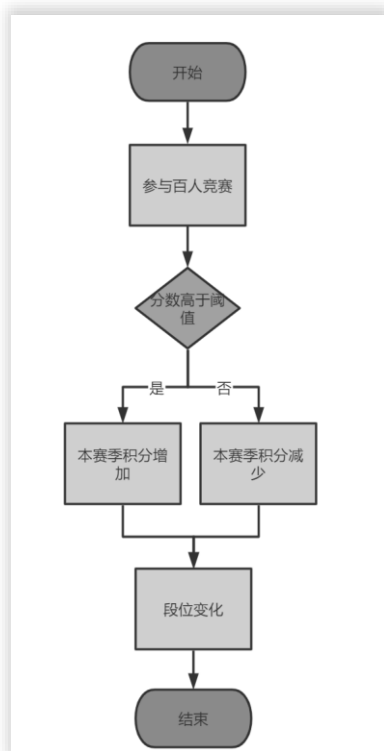 开始
参与百人竞赛
分数高于阈
值
是
否
本赛季积分增
加
本赛季积分减
少
段位变化
结束